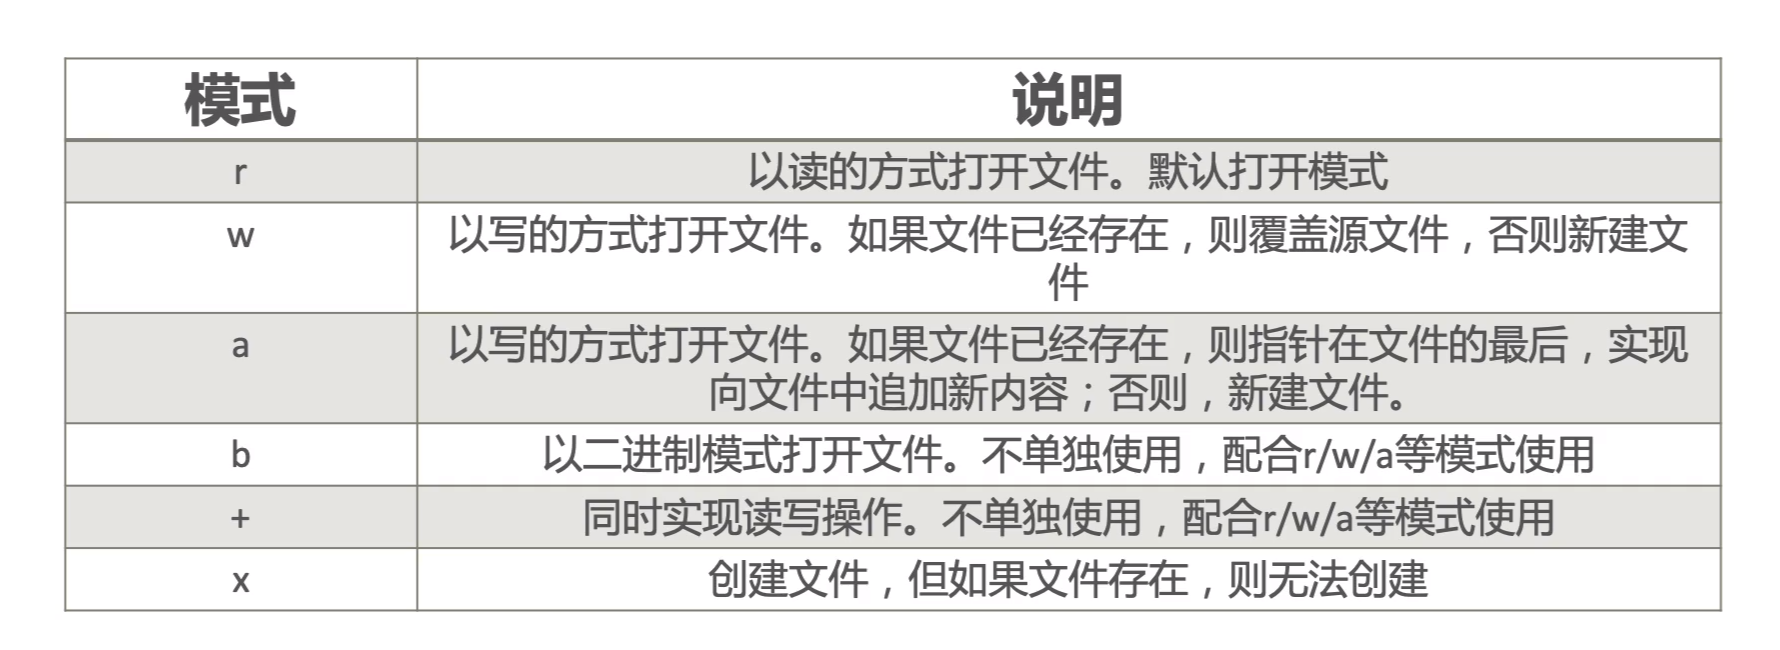 模式 说明
r 以读的方式打开文件。默认打开模式
w 以写的方式打开文件。如果文件已经存在，则覆盖源文件，否则新建文
件
a 以写的方式打开文件。如果文件已经存在，则指针在文件的最后，实现
向文件中追加新内容；否则，新建文件。
b 以二进制模式打开文件。不单独使用，配合r/w/a等模式使用
+ 同时实现读写操作。不单独使用，配合r/w/a等模式使用
x 创建文件，但如果文件存在，则无法创建